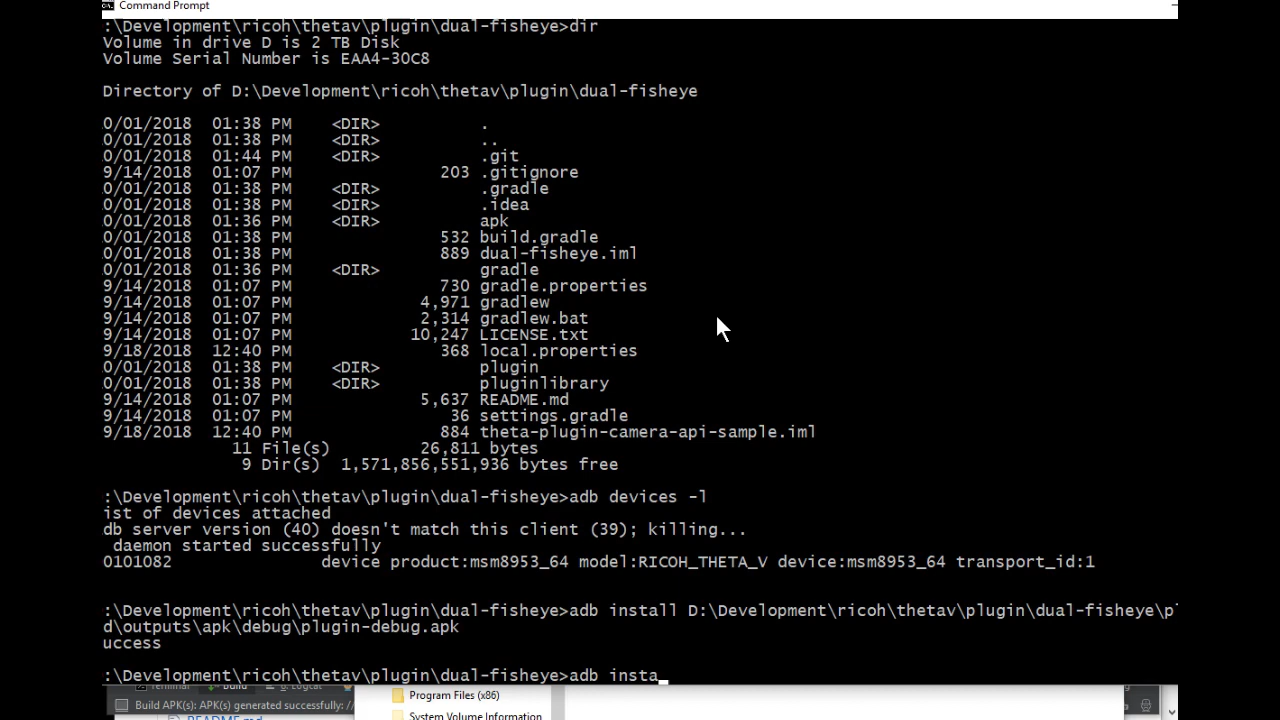 Command Prompt
:\Development\ricoh\thetav\plugin\dual-fisheye>dir
Volume in drive D is 2 TB Disk
Volume Serial Number is EAA4-30C8
Directory of D:\Development\ricoh\thetav\plugin\dual-fisheye
0/01/2018 01:38 PM <DIR> .
0/01/2018 01:38 PM <DIR> ..
0/01/2018 01:44 PM <DIR> .git
9/14/2018 01:07 PM 203 .gitignore
0/01/2018 01:38 PM <DIR> .gradle
0/01/2018 01:38 PM <DIR> .idea
0/01/2018 01:36 PM <DIR> apk
0/01/2018 01:38 PM 532 build.gradle
0/01/2018 01:38 PM 889 dual-fisheye.iml
0/01/2018 01:36 PM <DIR> gradle
9/14/2018 01:07 PM 730 gradle.properties
9/14/2018 01:07 PM 4,971 gradlew
9/14/2018 01:07 PM 2,314 gradlew.bat
9/14/2018 01:07 PM 10,247 LICENSE.txt
9/18/2018 12:40 PM 368 local.properties
0/01/2018 01:38 PM <DIR> plugin
0/01/2018 01:38 PM <DIR> pluginlibrary
9/14/2018 01:07 PM 5,637 README.md
9/14/2018 01:07 PM 36 settings.gradle
9/18/2018 12:40 PM 884 theta-plugin-camera-api-sample.iml
11 File(s) 26,811 bytes
9 Dir(s) 1,571,856,551,936 bytes free
:\Development\ricoh\thetav\plugin\dual-fisheye>adb devices -l
ist of devices attached
db server version (40) doesn't match this client (39); killing...
daemon started successfully
0101082 device product:msm8953_64 model:RICOH_THETA_V device:msm8953_64 transport_id:1
:\Development\ricoh\thetav\plugin\dual-fisheye>adb install D:\Development\ricoh\thetav\plugin\dual-fisheye\pl
d\outputs\apk\debug\plugin-debug.apk
uccess
:\Development\ricoh\thetav\plugin\dual-fisheye>adb insta_
Terminal Build 6: Logcat
Program Files (x86)
Build APK(s): APK(s) generated successfully: //
System Volume Information
README.md